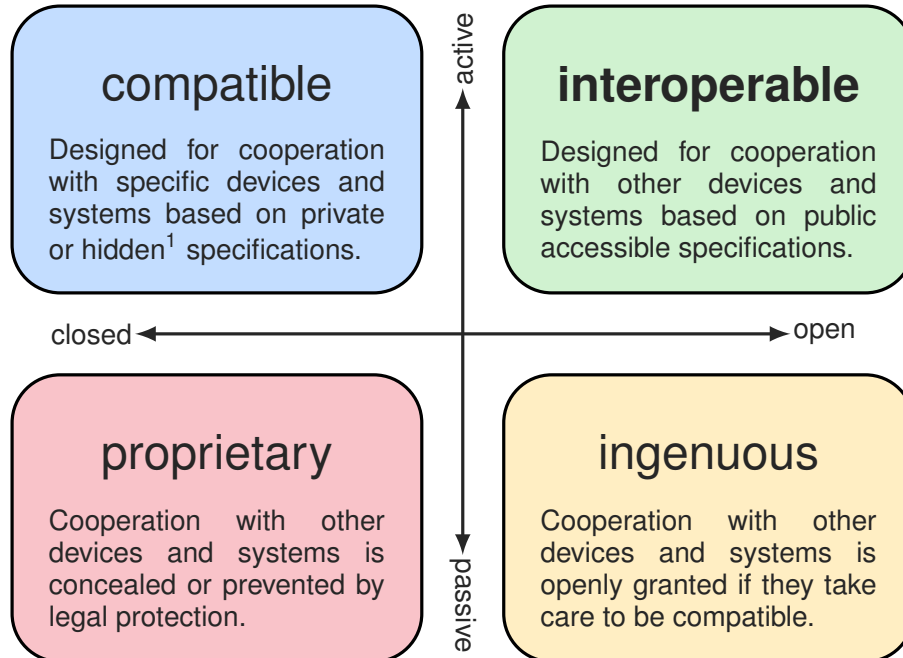 compatible
Designed for cooperation
with specific devices and
systems based on private
or hidden¹ specifications.
active
interoperable
Designed for cooperation
with other devices and
systems based on public
accessible specifications.
closed
open
proprietary
Cooperation with other
devices and systems is
concealed or prevented by
legal protection.
passive
ingenuous
Cooperation with other
devices and systems is
openly granted if they take
care to be compatible.